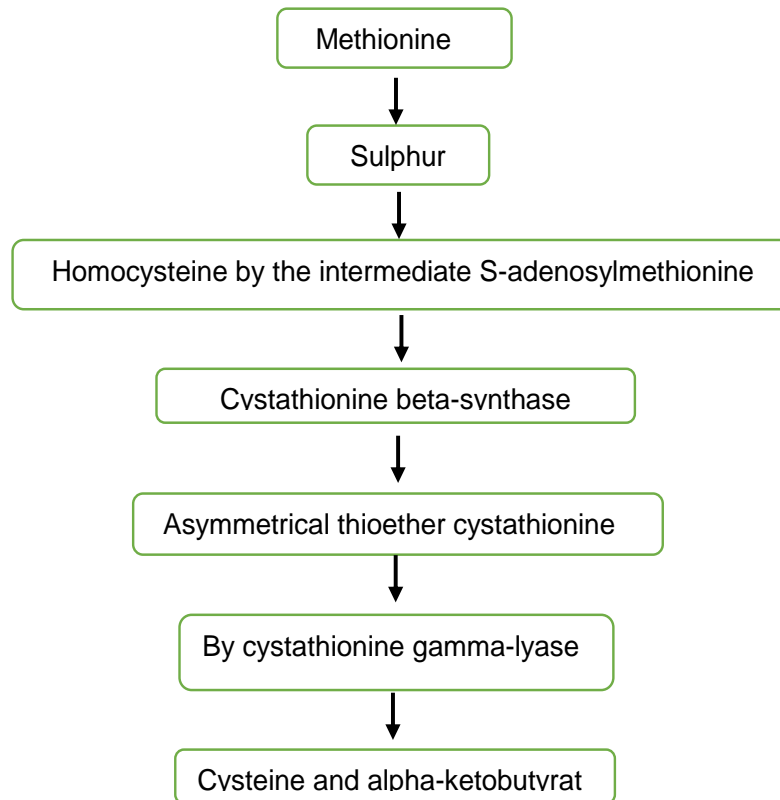 Methionine
Sulphur
Homocysteine by the intermediate S-adenosylmethionine
Cystathionine beta-synthase
Asymmetrical thioether cystathionine
By cystathionine gamma-lyase
Cysteine and alpha-ketobutyrat